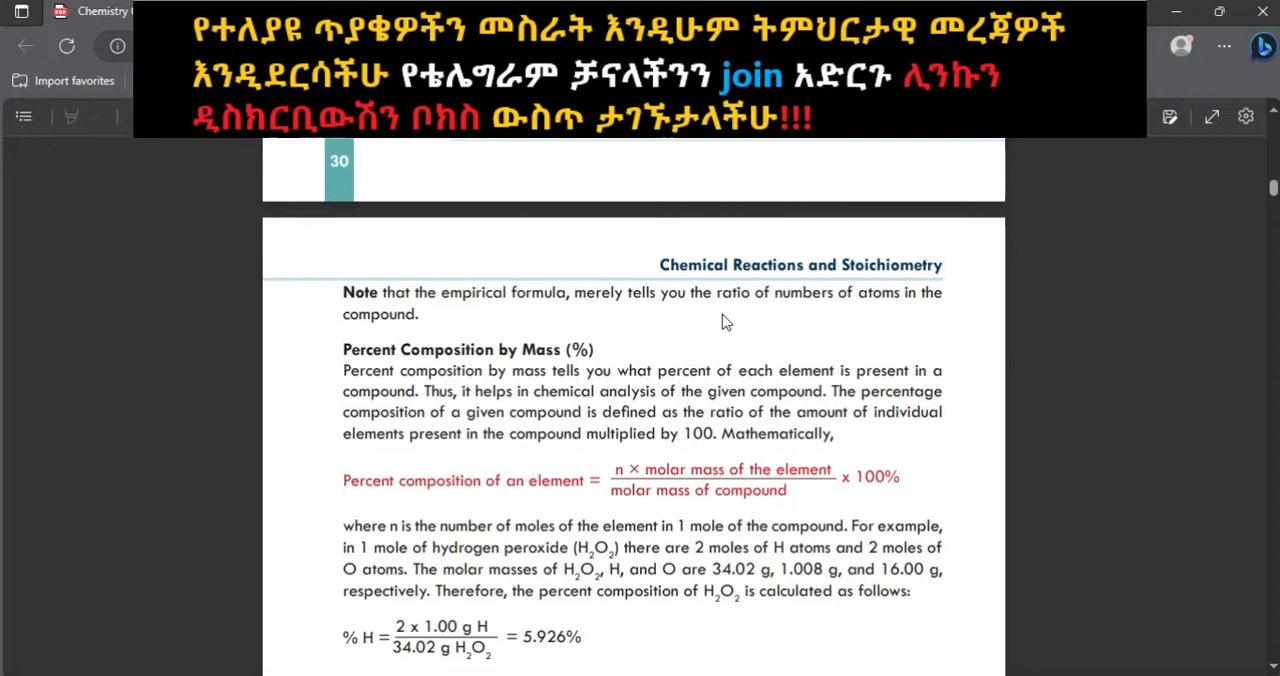 Chemistry
የተለያዩ ጥያቄዎችን መስራት እንዲሁም ትምህርታዊ መረጃዎች
እንዲደርሳችሁ የቴሌግራም ቻናላችንን join አድርጉ ሊንኩን
ዲስክርቢውሽን ቦክስ ውስጥ ታገኙታላችሁ!!!
Import favorites
30
Chemical Reactions and Stoichiometry
Note that the empirical formula, merely tells you the ratio of numbers of atoms in the
compound.
Percent Composition by Mass (%)
Percent composition by mass tells you what percent of each element is present in a
compound. Thus, it helps in chemical analysis of the given compound. The percentage
composition of a given compound is defined as the ratio of the amount of individual
elements present in the compound multiplied by 100. Mathematically,
Percent composition of an element = n × molar mass of the element / molar mass of compound x 100%
where n is the number of moles of the element in 1 mole of the compound. For example,
in 1 mole of hydrogen peroxide (H₂O₂) there are 2 moles of H atoms and 2 moles of
O atoms. The molar masses of H₂O₂, H, and O are 34.02 g, 1.008 g, and 16.00 g,
respectively. Therefore, the percent composition of H₂O₂ is calculated as follows:
% H = 2 x 1.00 g H / 34.02 g H₂O₂ = 5.926%